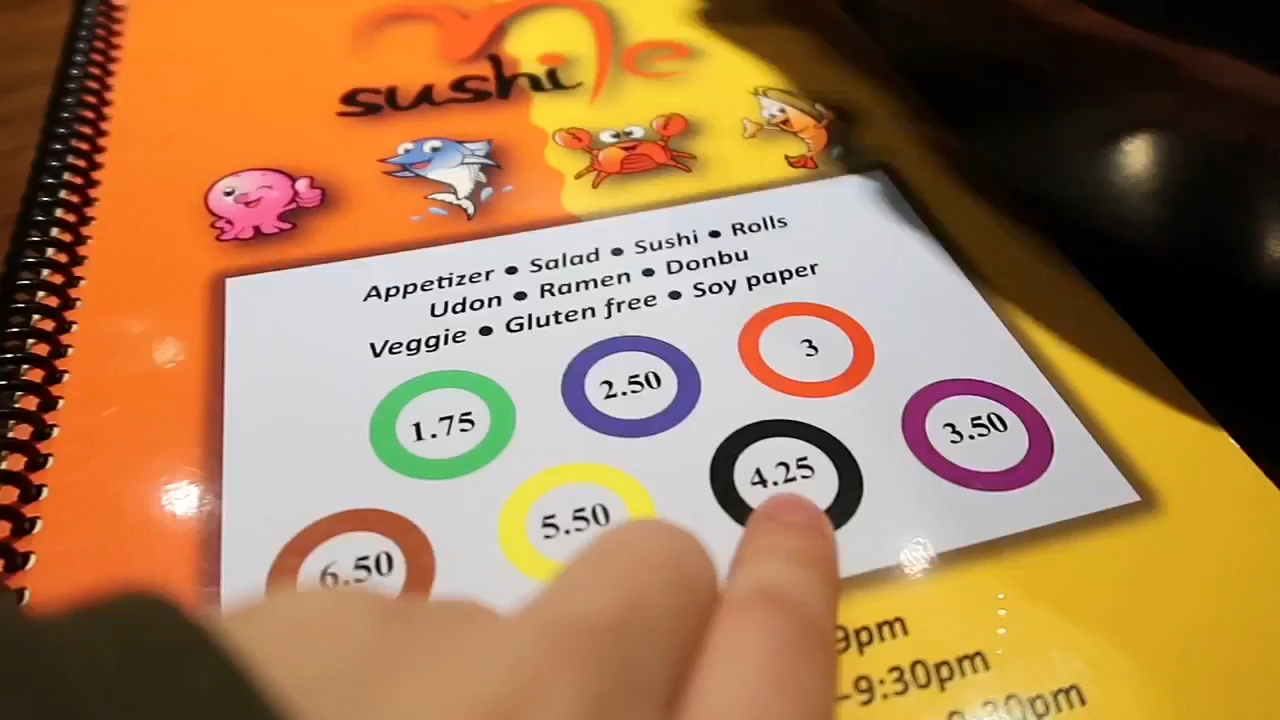 sushi me
Appetizer ● Salad ● Sushi ● Rolls
Udon ● Ramen ● Donbu
Veggie ● Gluten free ● Soy paper
1.75
2.50
3
3.50
4.25
5.50
6.50
9pm
-9:30pm